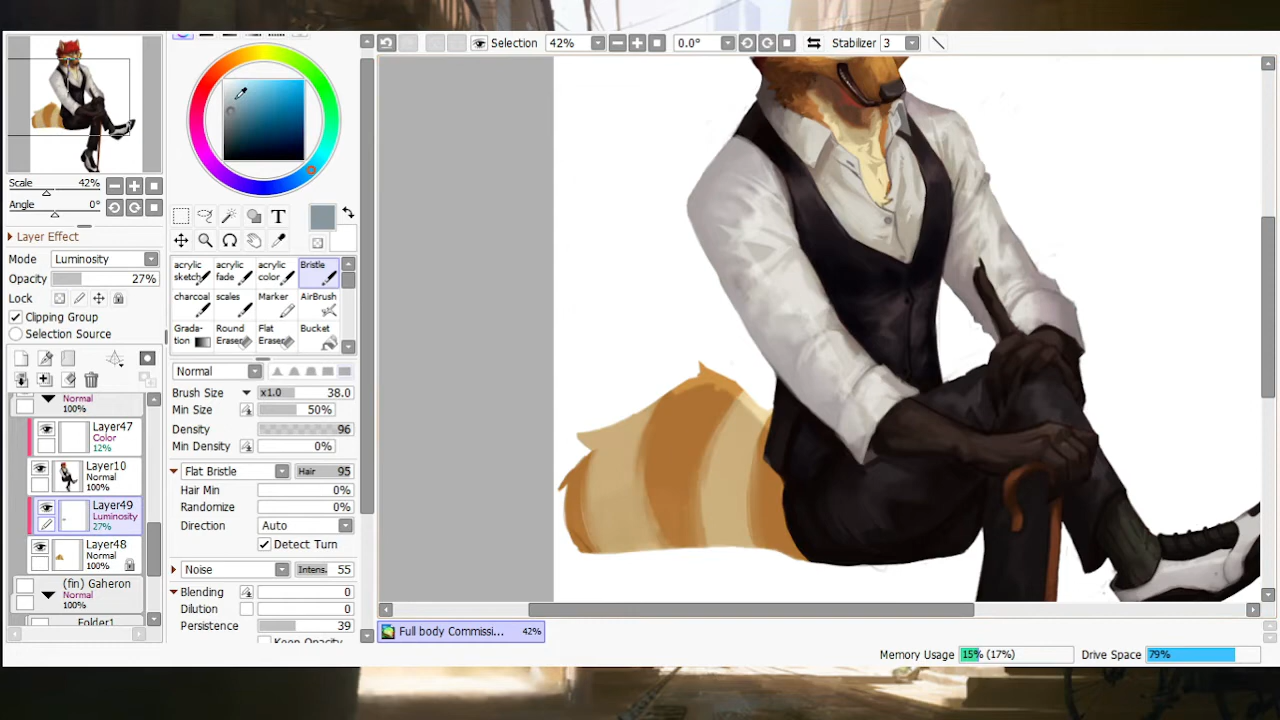 Selection 42% 0.0° Stabilizer 3
Scale 42%
Angle 0°
Layer Effect
Mode Luminosity
Opacity 27%
Lock
Clipping Group
Selection Source
Normal
100%
Layer47
Color
12%
Layer10
Normal
100%
Layer49
Luminosity
27%
Layer48
Normal
100%
(fin) Gaheron
Normal
100%
Folder1
T
acrylic sketch
acrylic fade
acrylic color
Bristle
charcoal
scales
Marker
AirBrush
Gradation
Round Eraser
Flat Eraser
Bucket
Normal
Brush Size x1.0 38.0
Min Size 50%
Density 96
Min Density 0%
Flat Bristle Hair 95
Hair Min 0%
Randomize 0%
Direction Auto
Detect Turn
Noise Intens. 55
Blending 0
Dilution 0
Persistence 39
Keep Opacity
Full body Commissi... 42%
Memory Usage 15% (17%) Drive Space 79%